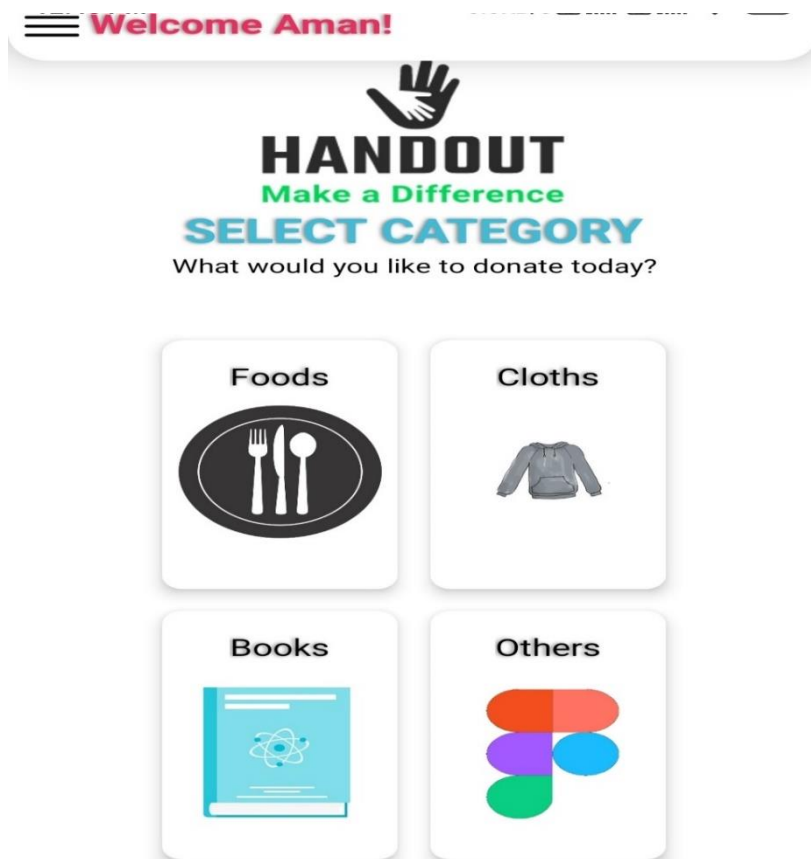 Welcome Aman!
HANDOUT
Make a Difference
SELECT CATEGORY
What would you like to donate today?
Foods
Cloths
Books
Others